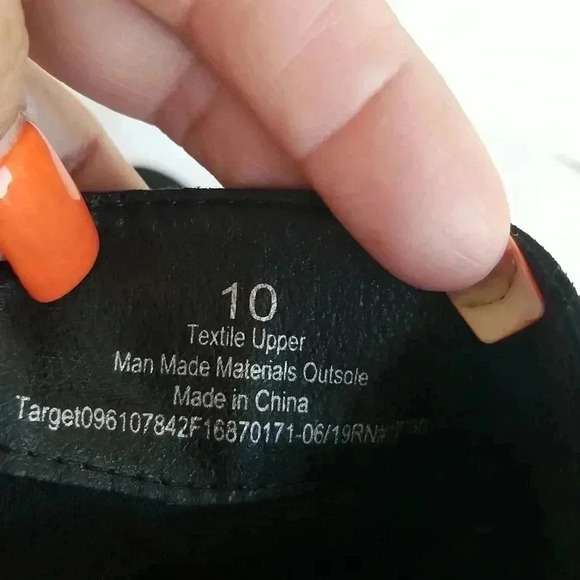 10
Textile Upper
Man Made Materials Outsole
Made in China
Target096107842F16870171-06/19RN#